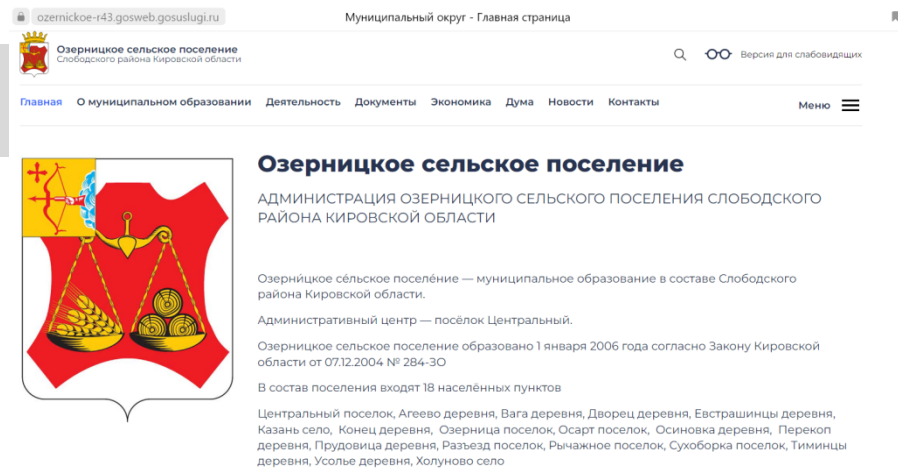 ozernickoe-r43.gosweb.gosuslugi.ru
Муниципальный округ - Главная страница
Озерницкое сельское поселение
Слободского района Кировской области
Версия для слабовидящих
Главная О муниципальном образовании Деятельность Документы Экономика Дума Новости Контакты
Меню
Озерницкое сельское поселение
АДМИНИСТРАЦИЯ ОЗЕРНИЦКОГО СЕЛЬСКОГО ПОСЕЛЕНИЯ СЛОБОДСКОГО
РАЙОНА КИРОВСКОЙ ОБЛАСТИ
Озерни́цкое се́льское поселе́ние — муниципальное образование в составе Слободского
района Кировской области.
Административный центр — посёлок Центральный.
Озерницкое сельское поселение образовано 1 января 2006 года согласно Закону Кировской
области от 07.12.2004 № 284-ЗО
В состав поселения входят 18 населённых пунктов
Центральный поселок, Агеево деревня, Вага деревня, Дворец деревня, Евстрашинцы деревня,
Казань село, Конец деревня, Озерница поселок, Осарт поселок, Осиновка деревня, Перекоп
деревня, Прудовица деревня, Разъезд поселок, Рычажное поселок, Сухоборка поселок, Тиминцы
деревня, Усолье деревня, Холуново село